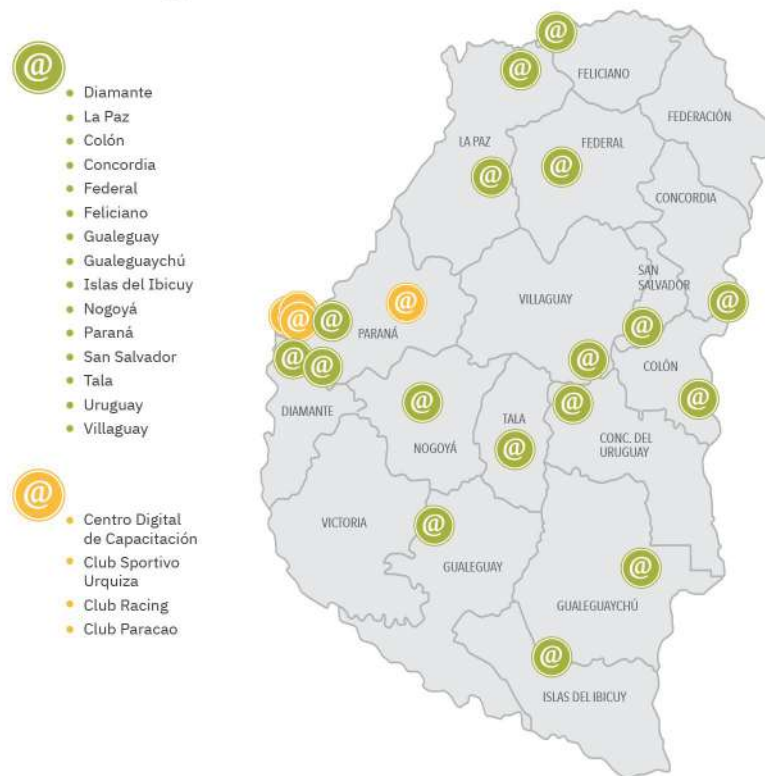 @
Diamante
La Paz
Colón
Concordia
Federal
Feliciano
Gualeguay
Gualeguaychú
Islas del Ibicuy
Nogoyá
Paraná
San Salvador
Tala
Uruguay
Villaguay
@
Centro Digital
de Capacitación
Club Sportivo
Urquiza
Club Racing
Club Paracao
@
@
FELICIANO
FEDERACIÓN
LA PAZ
FEDERAL
@
@
CONCORDIA
SAN
SALVADOR
VILLAGUAY
@
@
@
@
@
PARANÁ
@
@
@
@
COLÓN
DIAMANTE
@
@
@
NOGOYÁ
TALA
@
CONC. DEL
URUGUAY
VICTORIA
@
GUALEGUAY
@
GUALEGUAYCHÚ
@
ISLAS DEL IBICUY